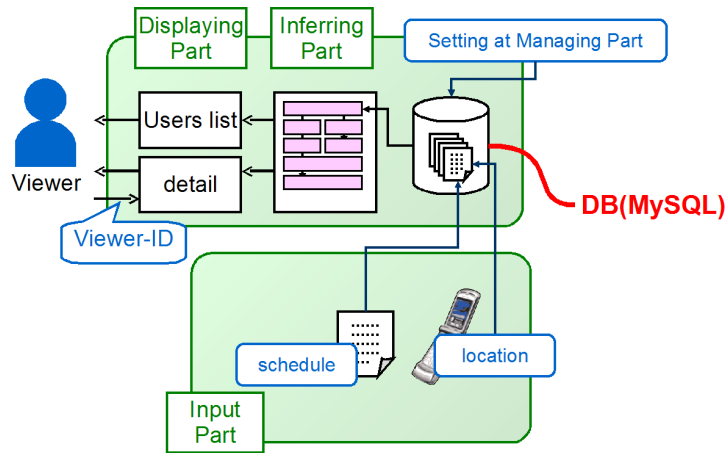 Displaying
Part
Inferring
Part
Setting at Managing Part
Users list
detail
Viewer
Viewer-ID
DB(MySQL)
schedule
location
Input
Part